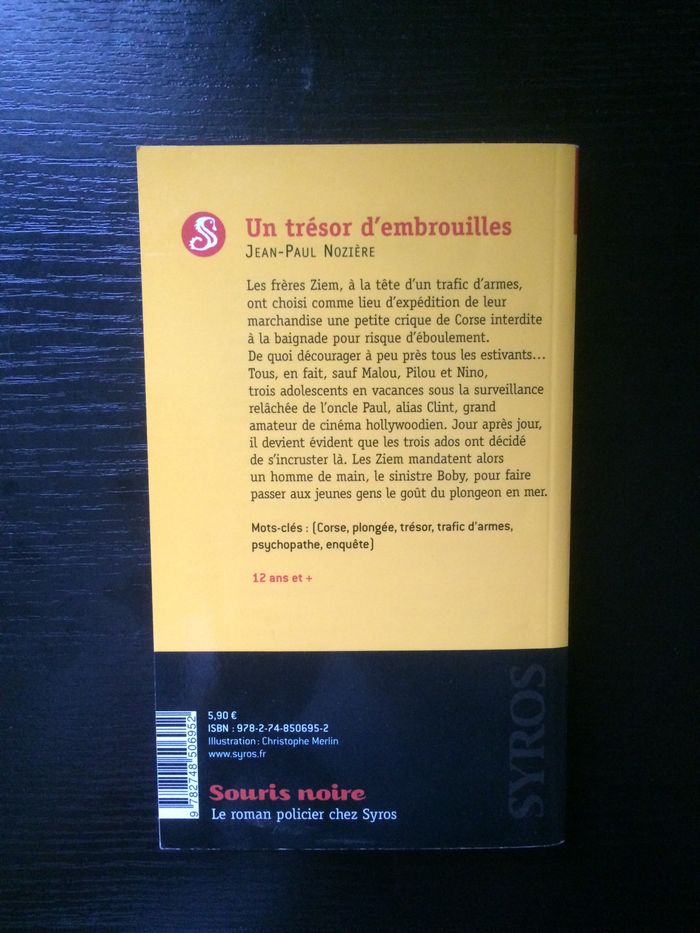 Un trésor d'embrouilles
JEAN-PAUL NOZIÈRE
Les frères Ziem, à la tête d'un trafic d'armes,
ont choisi comme lieu d'expédition de leur
marchandise une petite crique de Corse interdite
à la baignade pour risque d'éboulement.
De quoi décourager à peu près tous les estivants...
Tous, en fait, sauf Malou, Pilou et Nino,
trois adolescents en vacances sous la surveillance
relâchée de l'oncle Paul, alias Clint, grand
amateur de cinéma hollywoodien. Jour après jour,
il devient évident que les trois ados ont décidé
de s'incruster là. Les Ziem mandatent alors
un homme de main, le sinistre Boby, pour faire
passer aux jeunes gens le goût du plongeon en mer.
Mots-clés : (Corse, plongée, trésor, trafic d'armes,
psychopathe, enquête)
12 ans et +
5,90 €
ISBN : 978-2-74-850695-2
Illustration : Christophe Merlin
www.syros.fr
9 782748 506952
Souris noire
Le roman policier chez Syros
SYROS